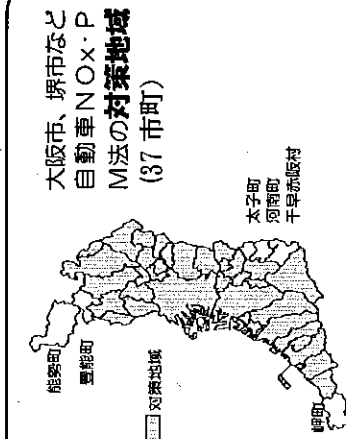 大阪市、堺市など
自動車NOx・P
M法の対策地域
(37 市町)
能勢町
豊能町
対策地域
太子町
河南町
千早赤阪村
岬町